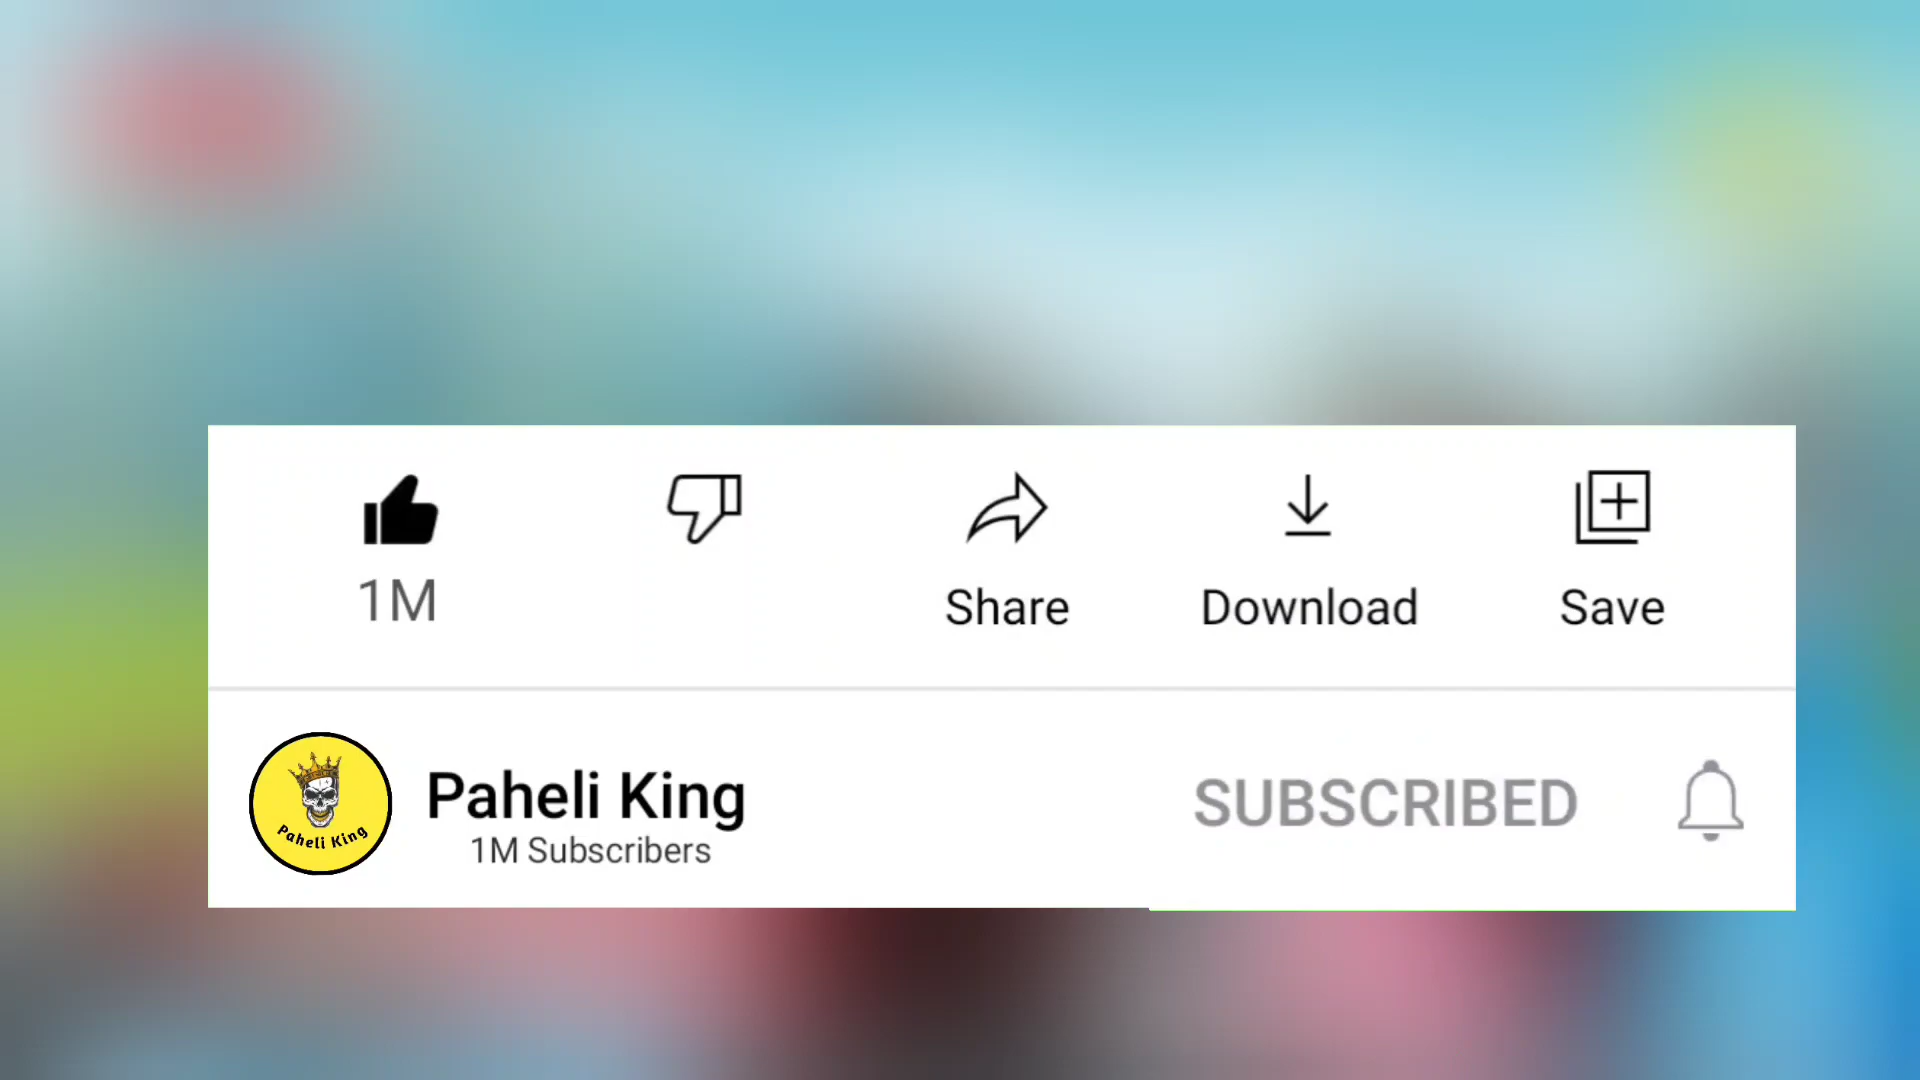 1M
Share
Download
Save
Paheli King
Paheli King
1M Subscribers
SUBSCRIBED